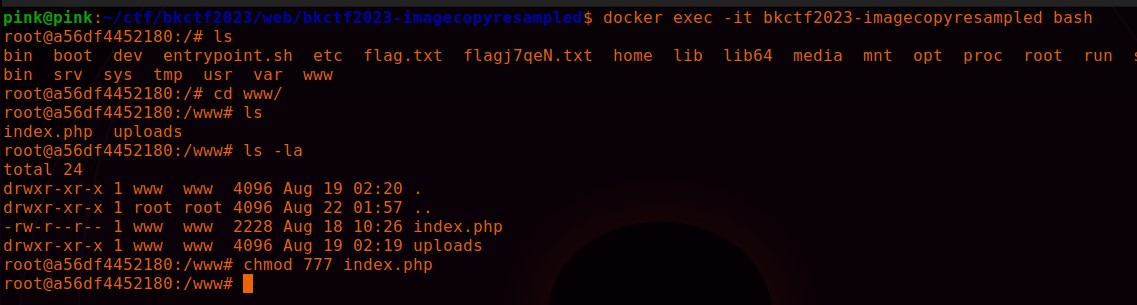 pink@pink:~/ctf/bkctf2023/web/bkctf2023-imagecopyresampled$ docker exec -it bkctf2023-imagecopyresampled bash
root@a56df4452180:/# ls
bin  boot  dev  entrypoint.sh  etc  flag.txt  flagj7qeN.txt  home  lib  lib64  media  mnt  opt  proc  root  run  s
bin  srv  sys  tmp  usr  var  www
root@a56df4452180:/# cd www/
root@a56df4452180:/www# ls
index.php  uploads
root@a56df4452180:/www# ls -la
total 24
drwxr-xr-x 1 www  www  4096 Aug 19 02:20 .
drwxr-xr-x 1 root root 4096 Aug 22 01:57 ..
-rw-r--r-- 1 www  www  2228 Aug 18 10:26 index.php
drwxr-xr-x 1 www  www  4096 Aug 19 02:19 uploads
root@a56df4452180:/www# chmod 777 index.php
root@a56df4452180:/www#